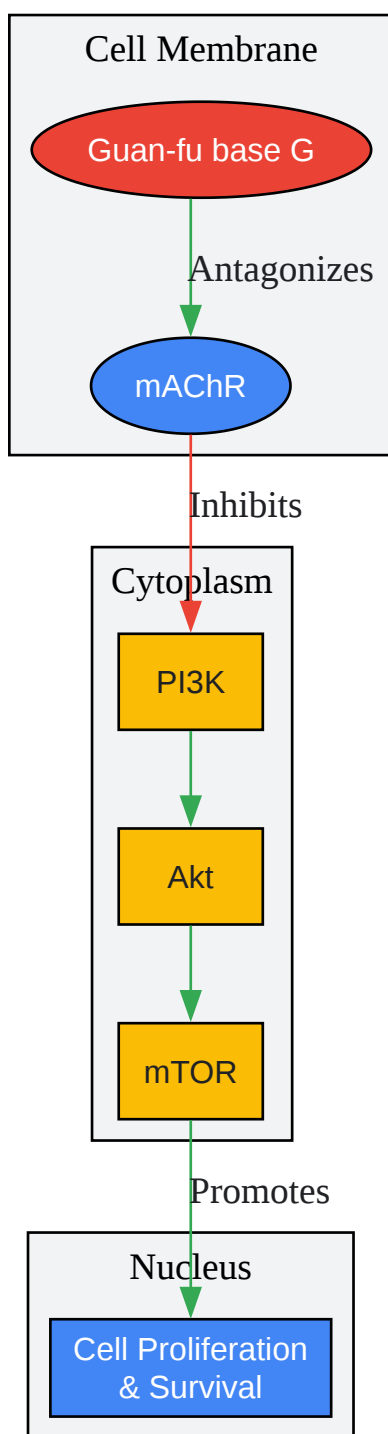 Cell Membrane
Guan-fu base G
Antagonizes
mAChR
Inhibits
Cytoplasm
PI3K
Akt
mTOR
Promotes
Nucleus
Cell Proliferation
& Survival